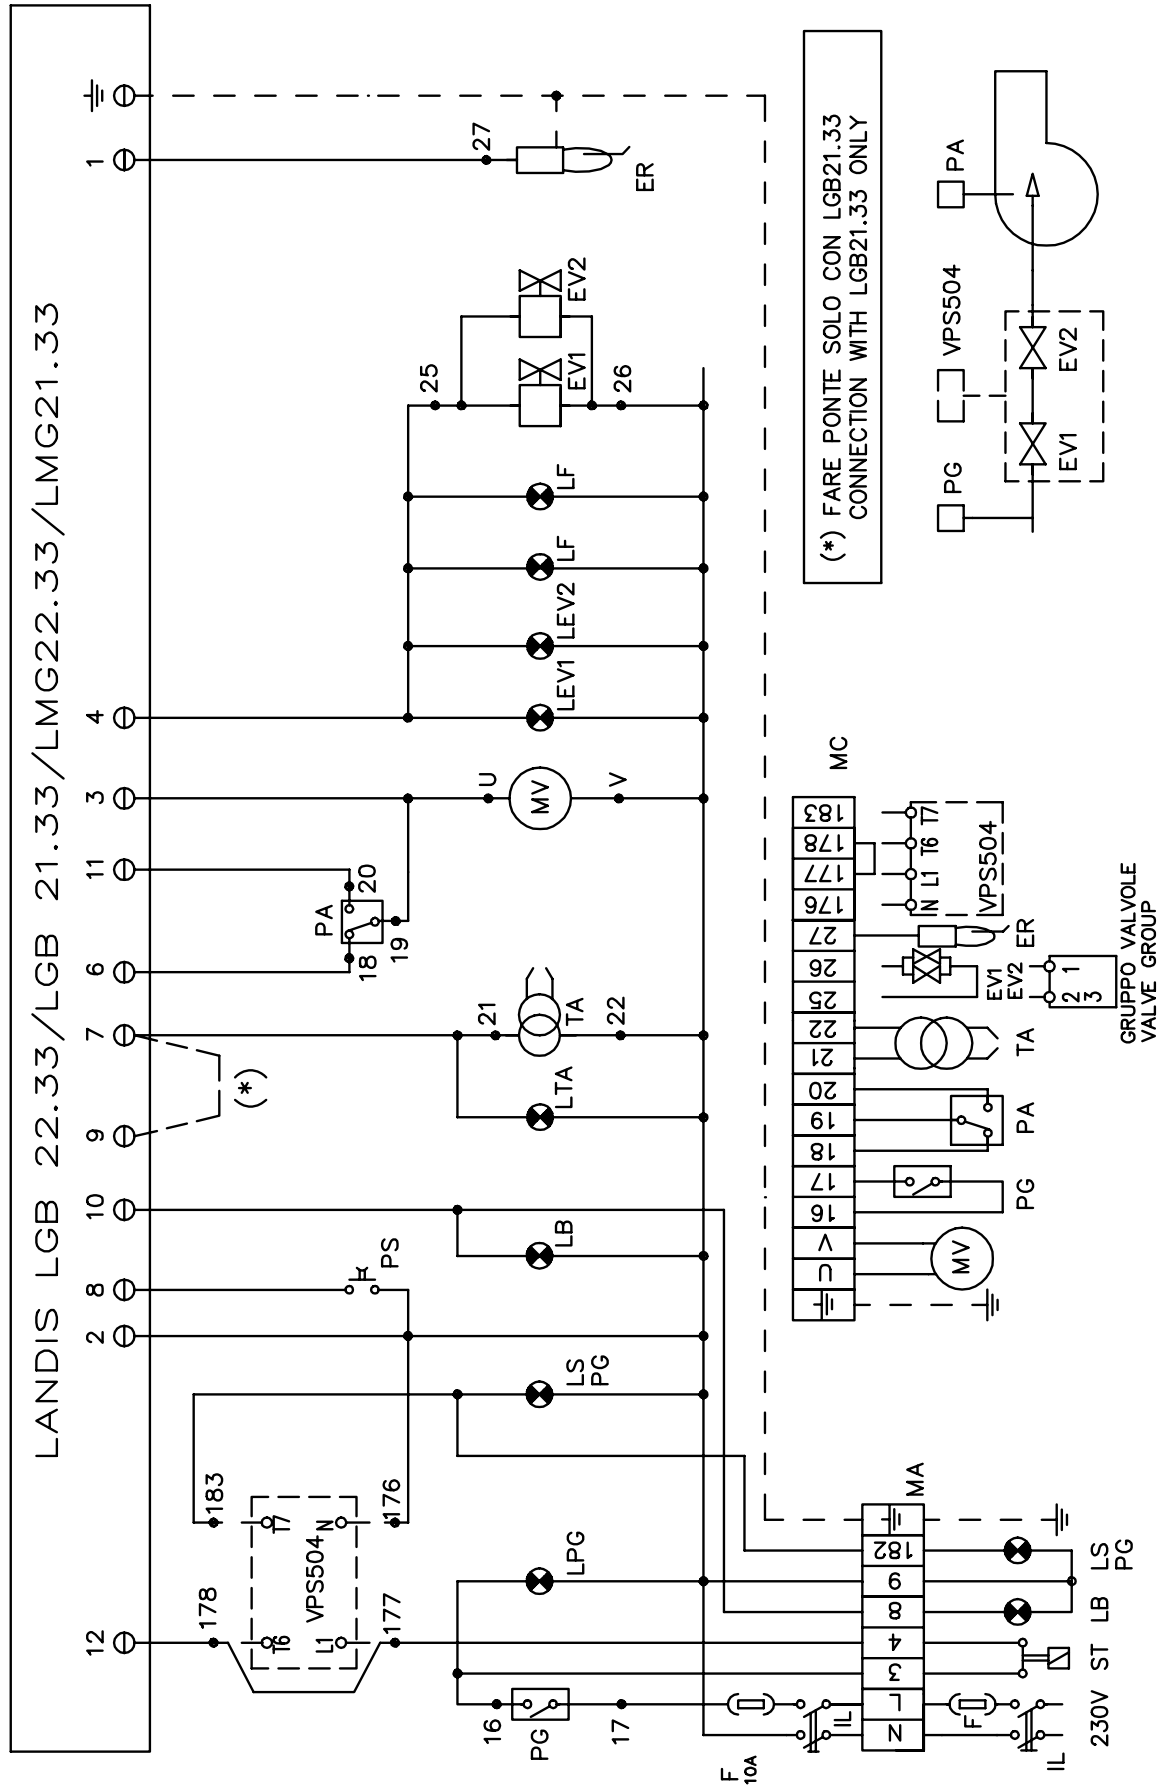 LANDIS LGB 22.33/LGB 21.33/LMG22.33/LMG21.33
12
2
8
10
9
7
6
11
3
4
1
178
183
T6
T7
VPS504
L1
N
177
176
(*)
PA
18
20
19
PS
16
PG
17
LPG
LS
PG
LB
LTA
21
TA
22
U
MV
V
LEV1
LEV2
LF
LF
25
EV1
EV2
26
27
ER
F
10A
IL
MA
N
L
3
4
8
9
182
F
IL
230V
ST
LB
LS
PG
MC
U
V
16
17
18
19
20
21
22
25
26
27
176
177
178
183
MV
PG
PA
TA
EV1
EV2
ER
N
L1
T6
T7
VPS504
2
1
3
GRUPPO VALVOLE
VALVE GROUP
(*) FARE PONTE SOLO CON LGB21.33
CONNECTION WITH LGB21.33 ONLY
PG
VPS504
PA
EV1
EV2